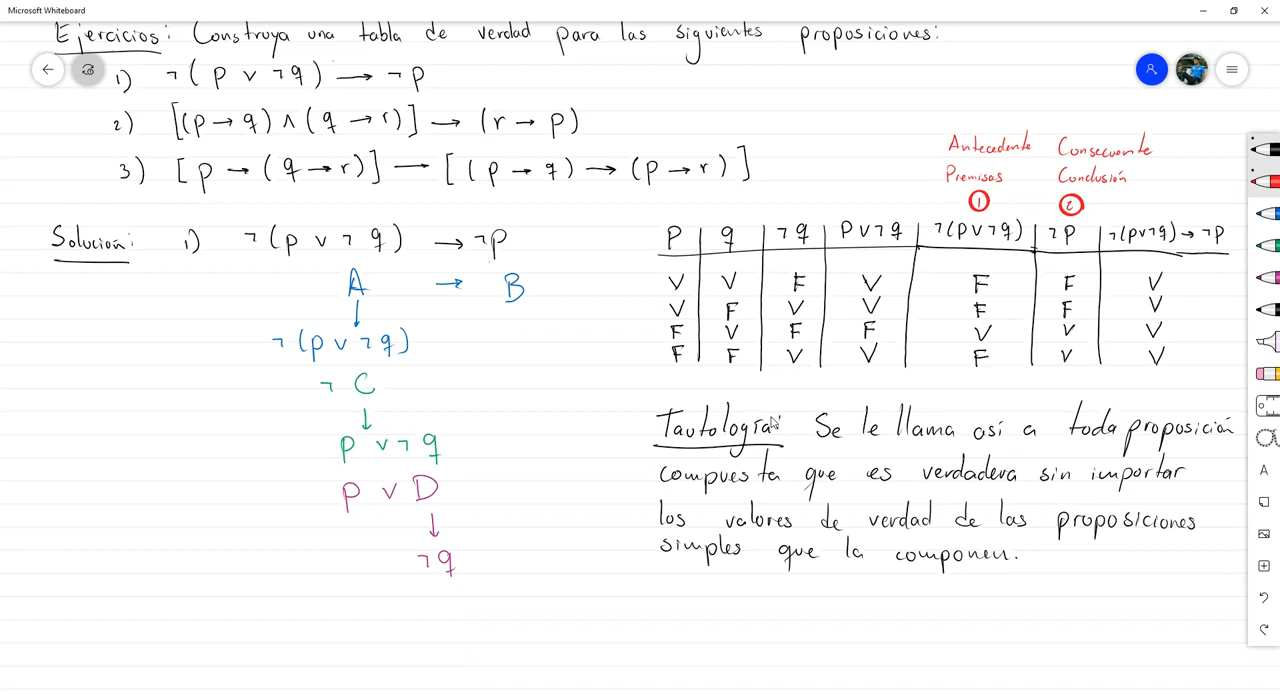 Microsoft Whiteboard
Ejercicios: Construya una tabla de verdad para las siguientes proposiciones:
1) ¬(p ∨ ¬q) → ¬p
2) [(p → q) ∧ (q → r)] → (r → p)
3) [p → (q → r)] → [(p → q) → (p → r)]
Solución: 1) ¬(p ∨ ¬q) → ¬p
A → B
↓
¬(p ∨ ¬q)
¬ C
↓
p ∨ ¬q
p ∨ D
↓
¬q
Antecedente Consecuente
Premisas Conclusión
1 2
p q ¬q p ∨ ¬q ¬(p ∨ ¬q) ¬p ¬(p ∨ ¬q) → ¬p
V V F V F F V
V F V V F F V
F V F F V V V
F F V V F V V
Tautología: Se le llama así a toda proposición
compuesta que es verdadera sin importar
los valores de verdad de las proposiciones
simples que la componen.
A